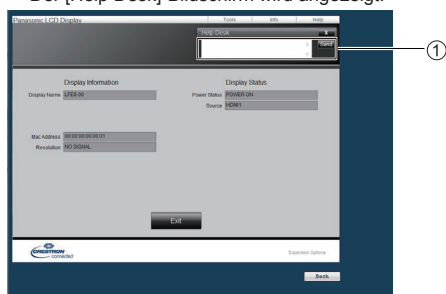 Der [Help Desk]-Bildschirm wird angezeigt.
Panasonic LCD Display
Tools Info Help
Help Desk x
Send
1
Display Information
Display Status
Display Name LFE8-00
Power Status POWER ON
Source HDMI1
Mac Address 00:00:00:00:00:01
Resolution NO SIGNAL
Exit
CRESTRON
connected
Expansion Options
Back